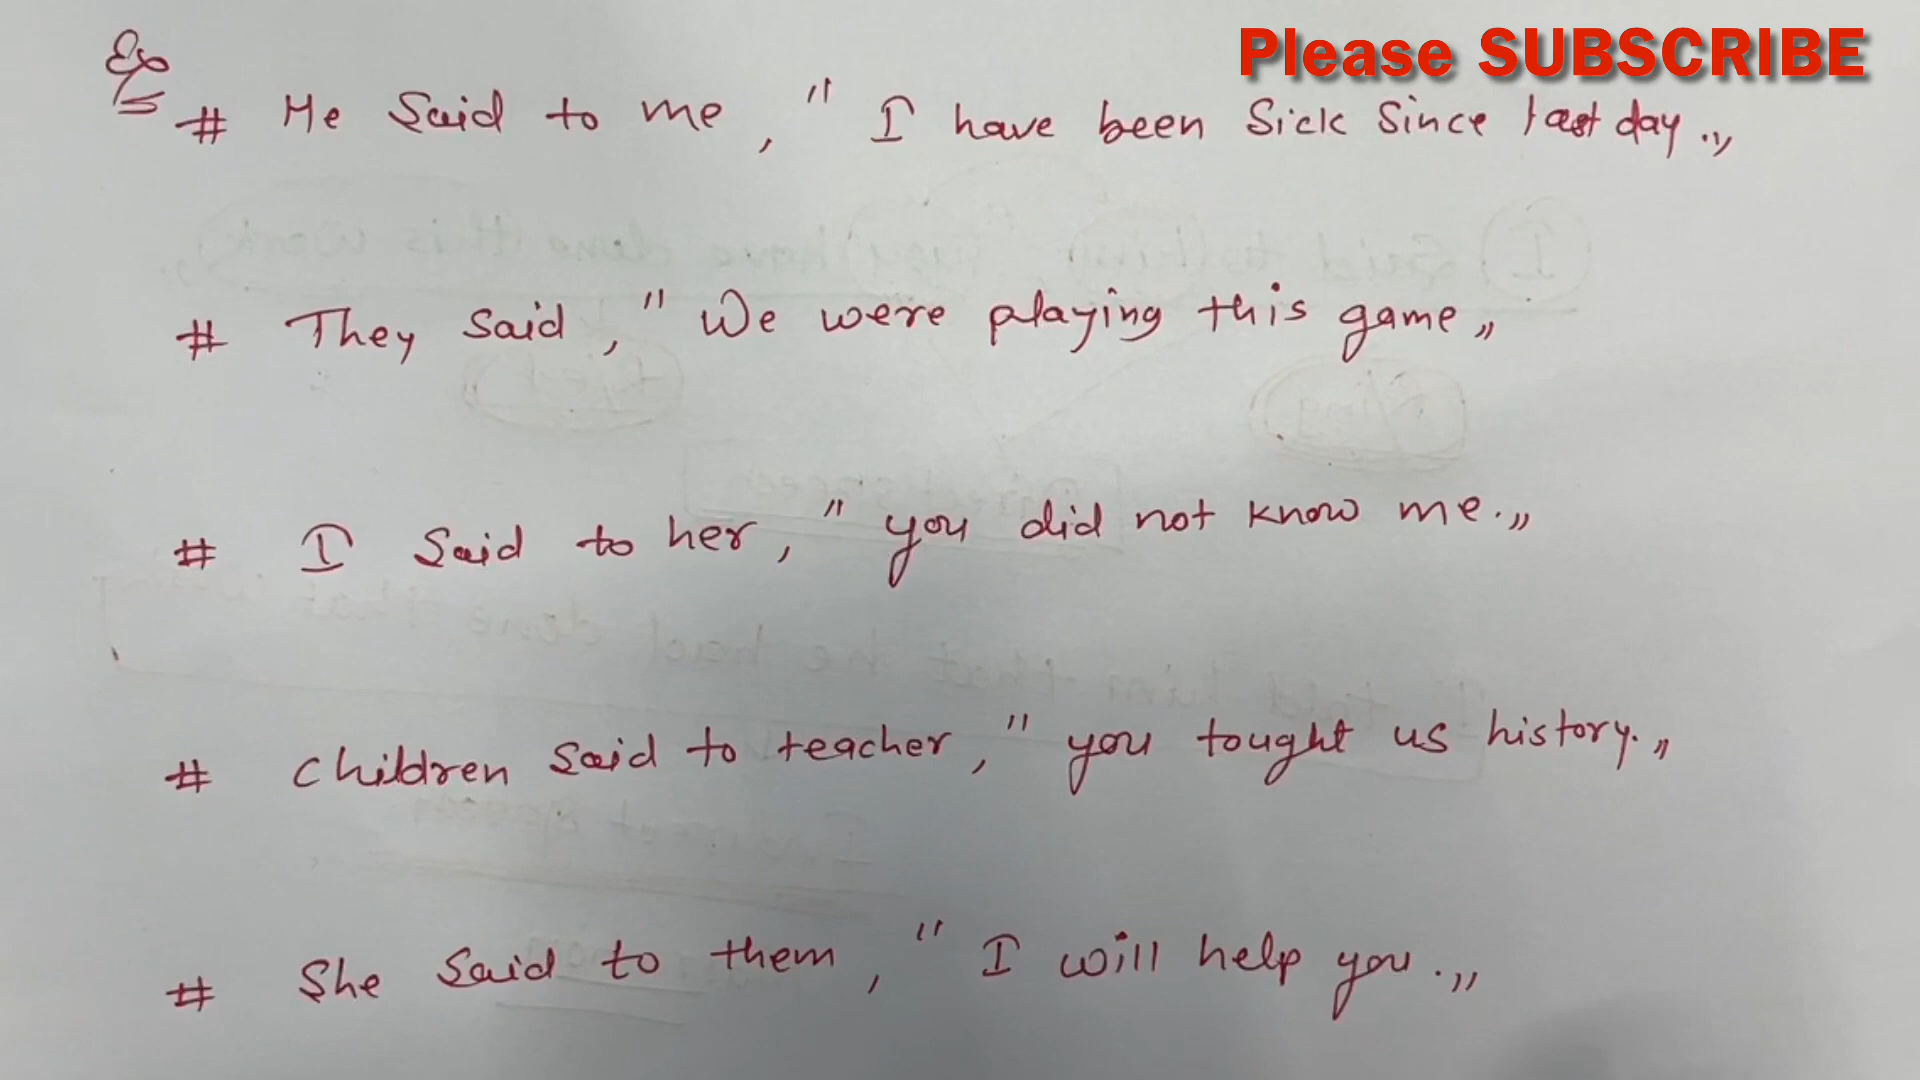 Please SUBSCRIBE
Ex
# He said to me, " I have been sick since last day.,,
# They said, " We were playing this game,,
# I said to her, " you did not know me.,,
# children said to teacher, " you tought us history.,,
# She said to them, " I will help you.,,